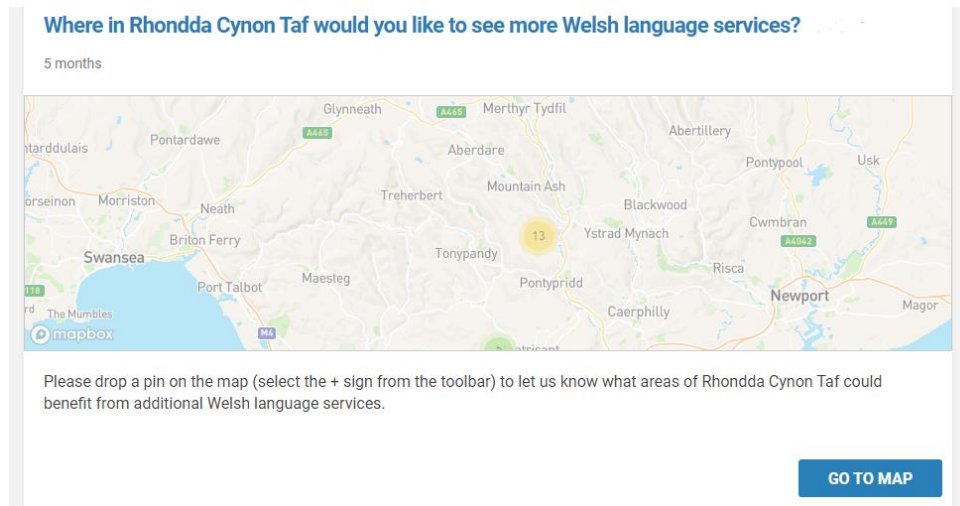 Where in Rhondda Cynon Taf would you like to see more Welsh language services?
5 months
Glynneath
A465
Merthyr Tydfil
A465
Abertillery
Pontardawe
ntarddulais
Aberdare
Pontypool
Usk
Mountain Ash
Treherbert
orseinon
Morriston
Neath
Blackwood
Cwmbran
A449
13
Ystrad Mynach
Briton Ferry
A4042
Swansea
Tonypandy
Risca
Maesteg
Pontypridd
Port Talbot
118
Newport
Caerphilly
Magor
rd
The Mumbles
mapbox
M4
atrisant
Please drop a pin on the map (select the + sign from the toolbar) to let us know what areas of Rhondda Cynon Taf could
benefit from additional Welsh language services.
GO TO MAP